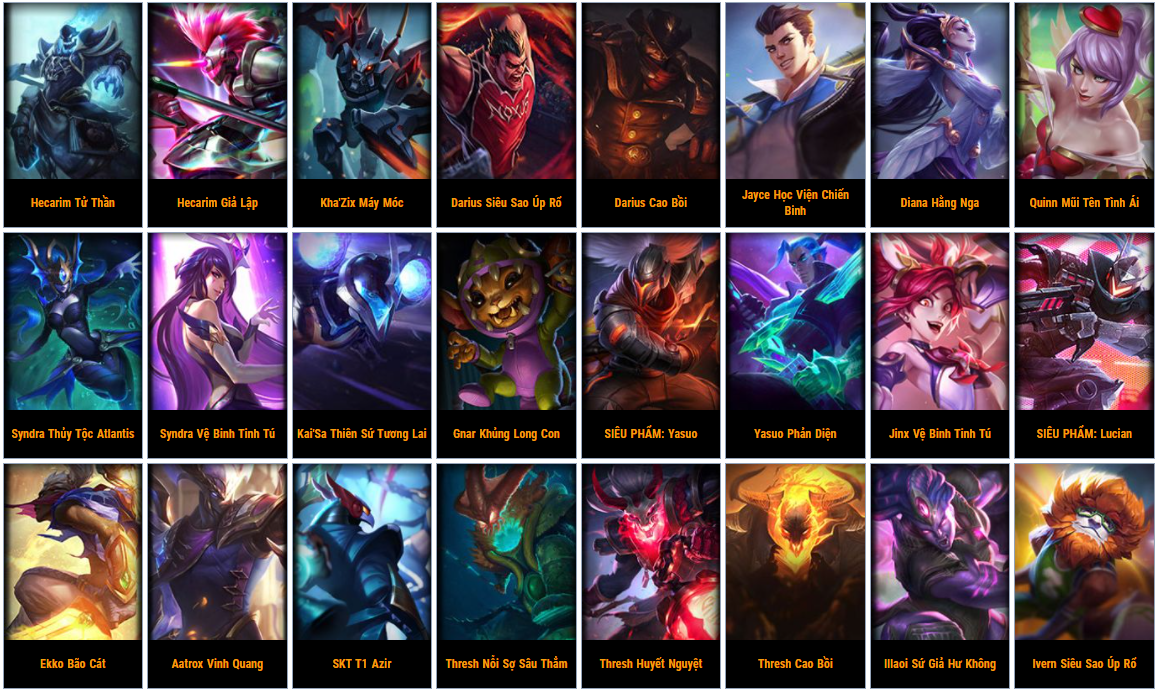 NOXUS
Hecarim Tử Thần
Hecarim Giả Lập
Kha'Zix Máy Móc
Darius Siêu Sao Úp Rổ
Darius Cao Bồi
Jayce Học Viện Chiến
Binh
Diana Hằng Nga
Quinn Mũi Tên Tình Ái
Syndra Thủy Tộc Atlantis
Syndra Vệ Binh Tinh Tú
Kai'Sa Thiên Sứ Tương Lai
Gnar Khủng Long Con
SIÊU PHẨM: Yasuo
Yasuo Phản Diện
Jinx Vệ Binh Tinh Tú
SIÊU PHẨM: Lucian
Ekko Bão Cát
Aatrox Vinh Quang
SKT T1 Azir
Thresh Nỗi Sợ Sâu Thẳm
Thresh Huyết Nguyệt
Thresh Cao Bồi
Illaoi Sứ Giả Hư Không
Ivern Siêu Sao Úp Rổ